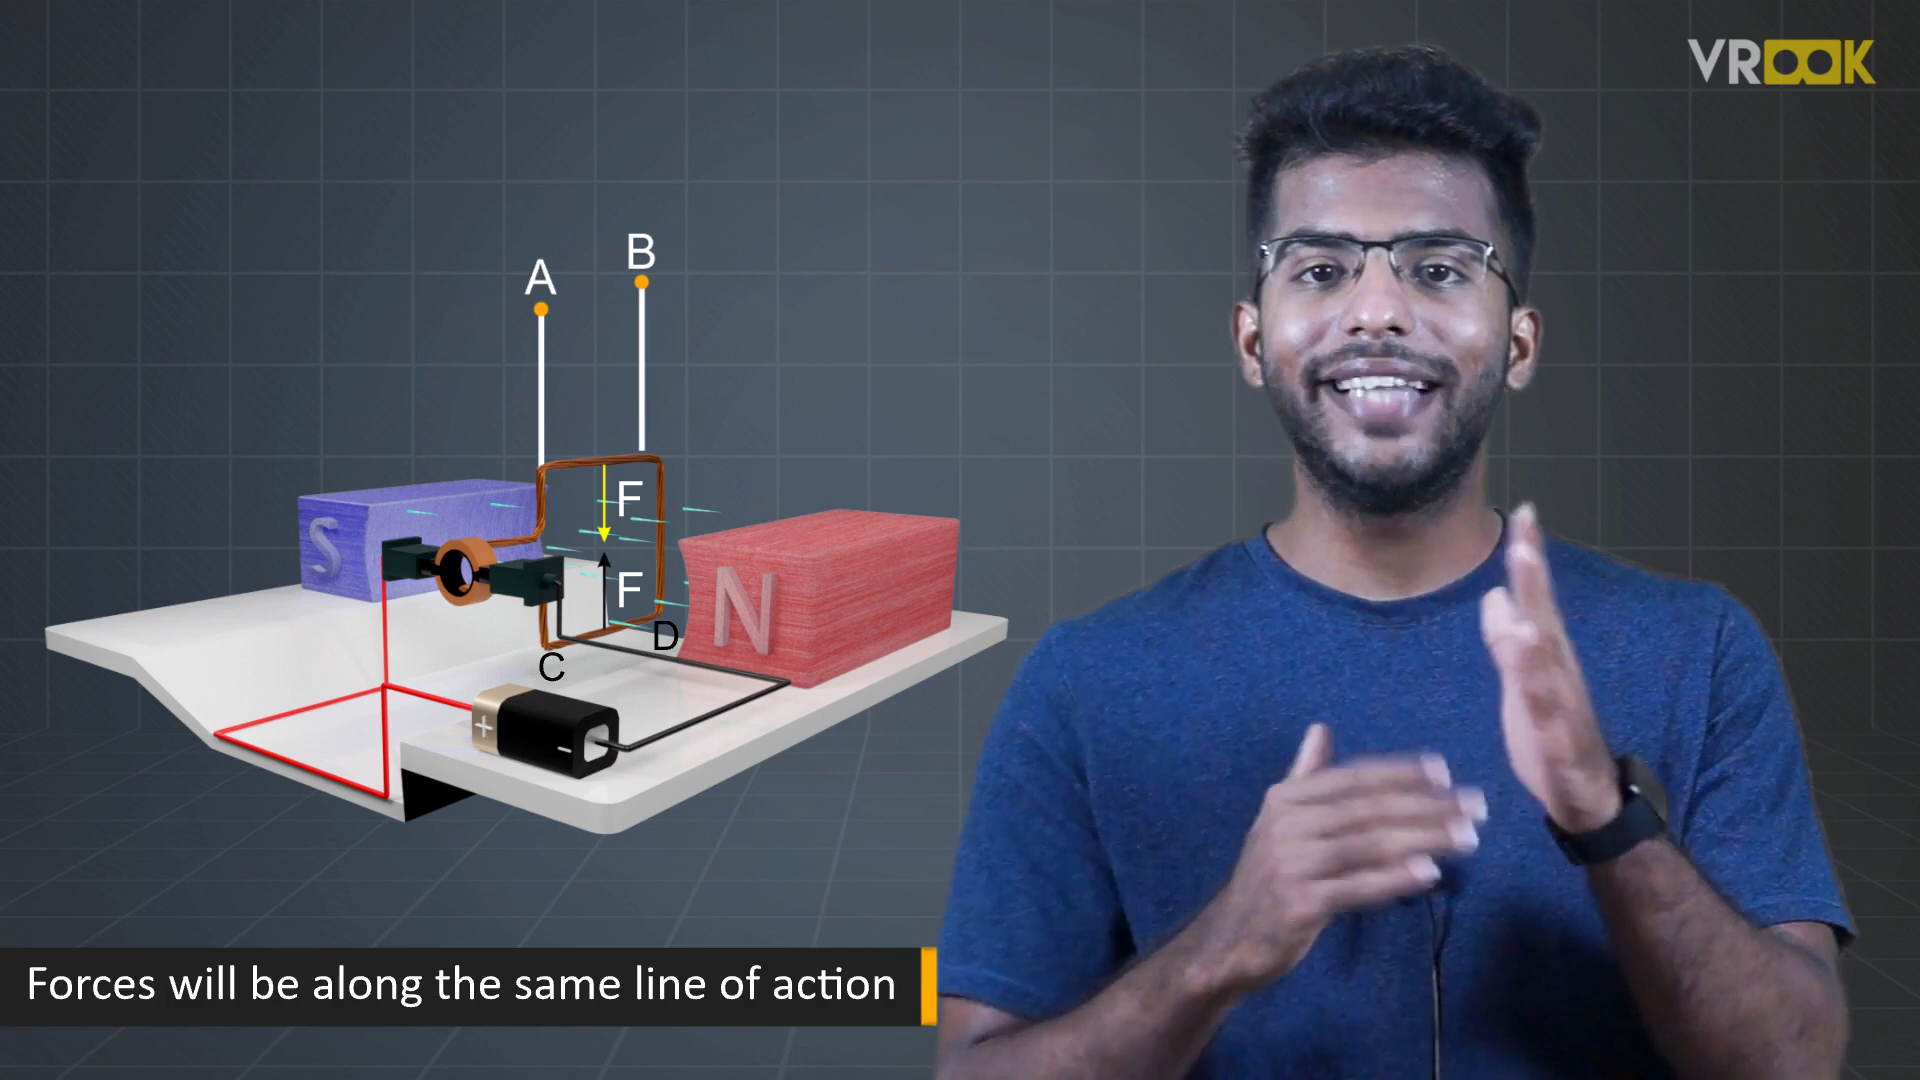 VROOK
B
A
F
S
F
N
D
C
+
-
Forces will be along the same line of action